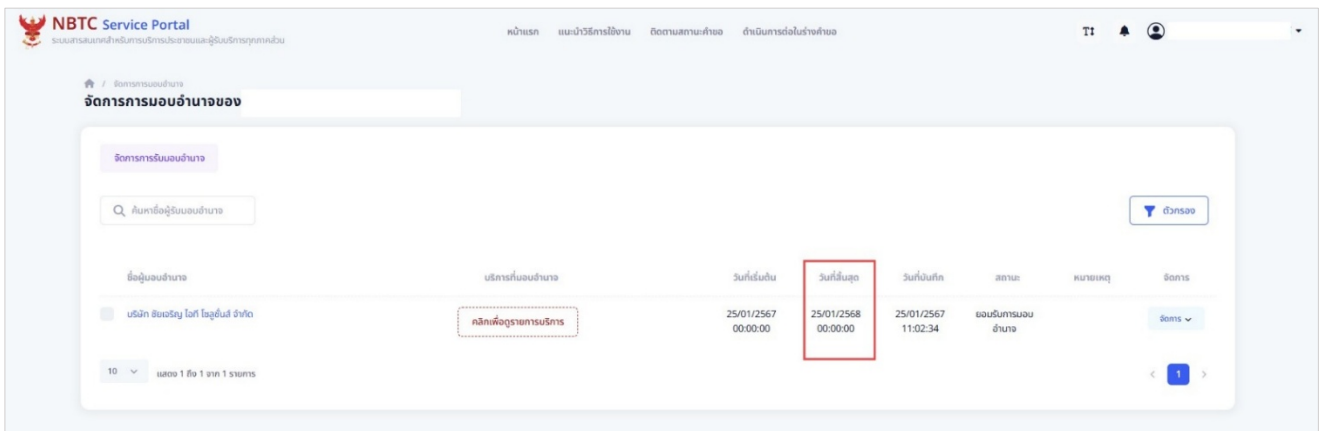 NBTC Service Portal
ระบบสารสนเทศสำหรับการบริการประชาชนและผู้รับบริการทุกภาคส่วน
หน้าแรก แนะนำวิธีการใช้งาน ติดตามสถานะคำขอ ดำเนินการต่อใบร่างคำขอ
T↕
/ จัดการการมอบอำนาจ
จัดการการมอบอำนาจของ
จัดการการรับมอบอำนาจ
ค้นหาชื่อผู้รับมอบอำนาจ
ตัวกรอง
ชื่อผู้มอบอำนาจ บริการที่มอบอำนาจ วันที่เริ่มต้น วันที่สิ้นสุด วันที่บันทึก สถานะ หมายเหตุ จัดการ
บริษัท ชัยเจริญ ไอที โซลูชั่นส์ จำกัด คลิกเพื่อดูรายการบริการ 25/01/2567 25/01/2568 25/01/2567 ยอมรับการมอบ จัดการ
00:00:00 00:00:00 11:02:34 อำนาจ
10 แสดง 1 ถึง 1 จาก 1 รายการ < 1 >